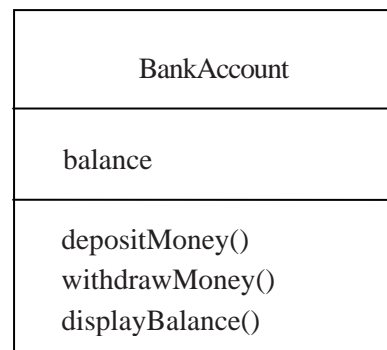 BankAccount
balance
depositMoney()
withdrawMoney()
displayBalance()